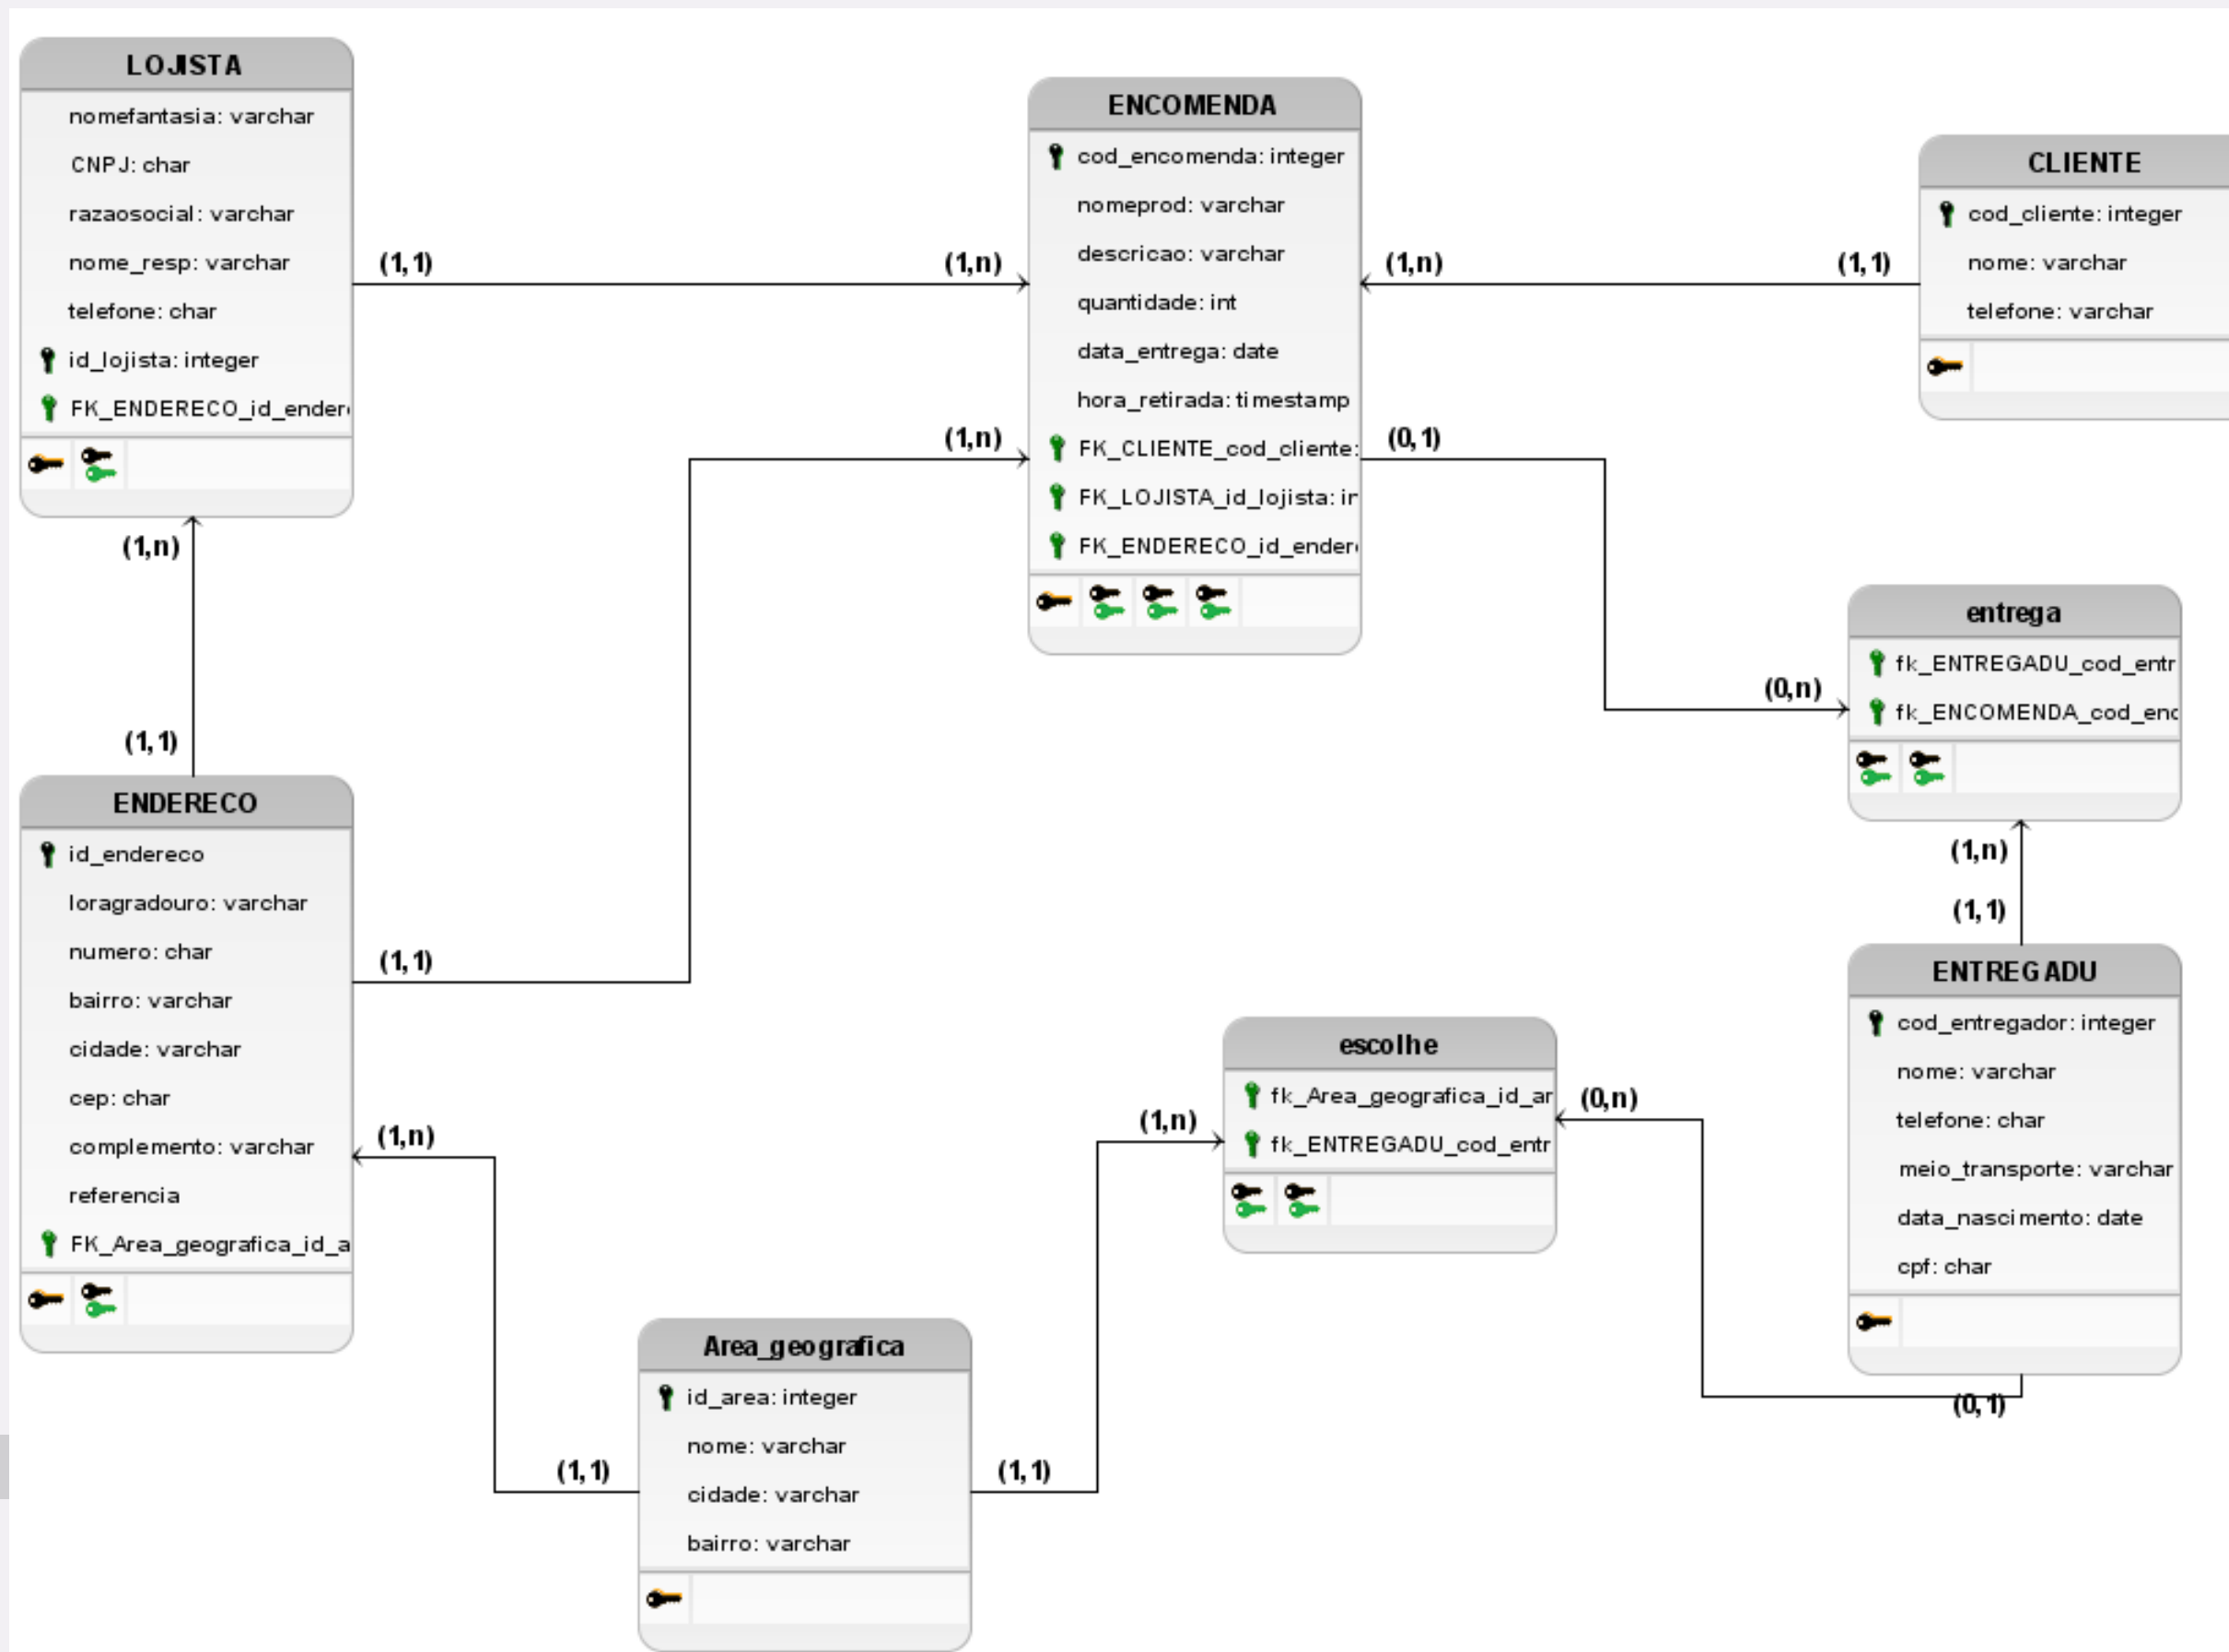 LOJISTA
nomefantasia: varchar
CNPJ: char
razaosocial: varchar
nome_resp: varchar
telefone: char
id_lojista: integer
FK_ENDERECO_id_ender
(1,1)
(1,n)
ENCOMENDA
cod_encomenda: integer
nomeprod: varchar
descricao: varchar
quantidade: int
data_entrega: date
hora_retirada: timestamp
FK_CLIENTE_cod_cliente:
FK_LOJISTA_id_lojista: in
FK_ENDERECO_id_ender
(1,n)
(1,1)
CLIENTE
cod_cliente: integer
nome: varchar
telefone: varchar
(1,n)
(0,1)
(1,n)
(1,1)
entrega
fk_ENTREGADU_cod_entr
fk_ENCOMENDA_cod_enc
(0,n)
(1,n)
(1,1)
ENDERECO
id_endereco
loragradouro: varchar
numero: char
bairro: varchar
cidade: varchar
cep: char
complemento: varchar
referencia
FK_Area_geografica_id_a
(1,1)
(1,n)
ENTREGADU
cod_entregador: integer
nome: varchar
telefone: char
meio_transporte: varchar
data_nascimento: date
cpf: char
(0,1)
escolhe
fk_Area_geografica_id_ar
fk_ENTREGADU_cod_entr
(1,n)
(0,n)
Area_geografica
id_area: integer
nome: varchar
cidade: varchar
bairro: varchar
(1,1)
(1,1)